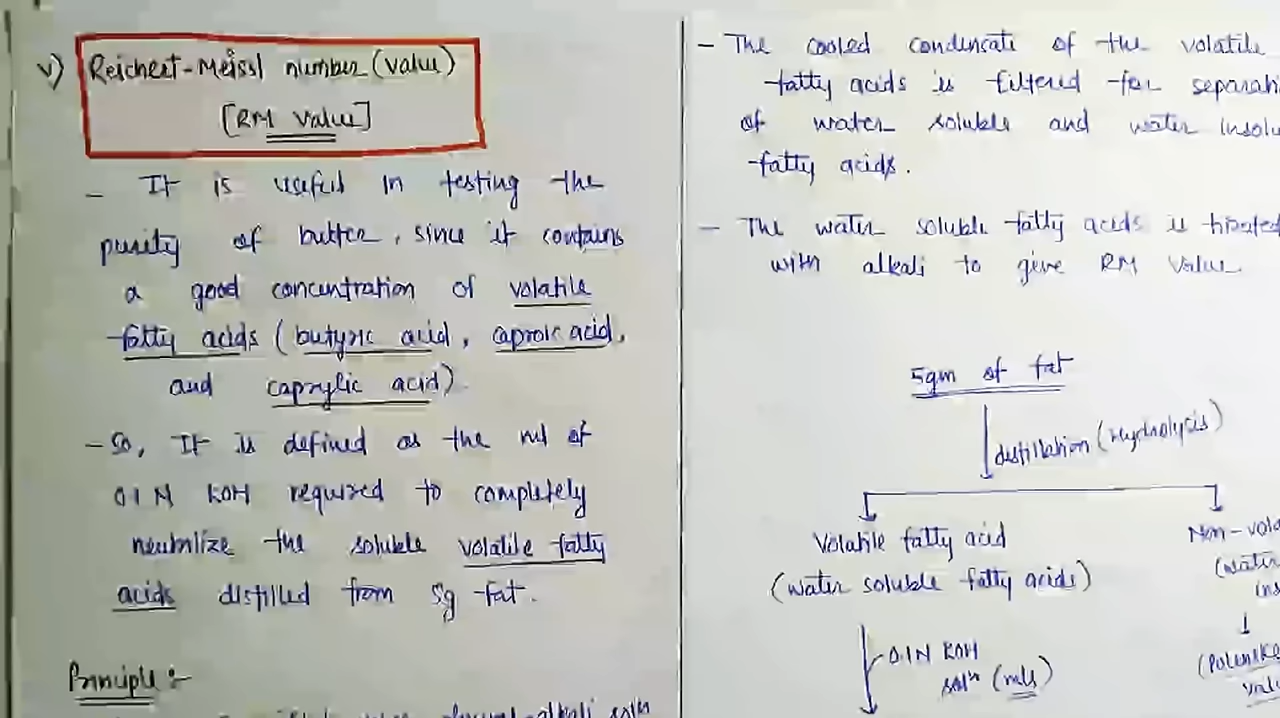 v) Reichert-Meissl number (value)
[RM value]
- It is useful in testing the
purity of butter, since it contains
a good concentration of volatile
fatty acids (butyric acid, caproic acid,
and caprylic acid).
- So, It is defined as the ml of
0.1 N KOH required to completely
neutralize the soluble volatile fatty
acids distilled from 5g fat.
Principle :-
alkali soln
- The cooled condensate of the volatile
fatty acids is filtered for separati
of water soluble and water insolu
fatty acids.
- The water soluble fatty acids is titrated
with alkali to give RM value
5gm of fat
distillation (Hydrolysis)
Volatile fatty acid
(water soluble fatty acids)
Non-vola
(water
ins
0.1N KOH
soln (mls)
(Polenske
value